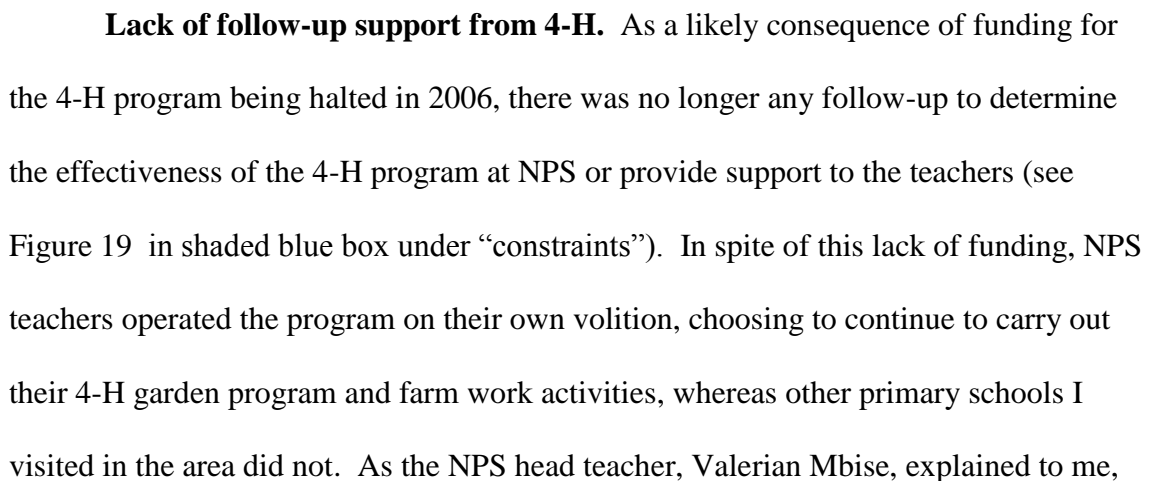 Lack of follow-up support from 4-H.  As a likely consequence of funding for
the 4-H program being halted in 2006, there was no longer any follow-up to determine
the effectiveness of the 4-H program at NPS or provide support to the teachers (see
Figure 19  in shaded blue box under “constraints”).  In spite of this lack of funding, NPS
teachers operated the program on their own volition, choosing to continue to carry out
their 4-H garden program and farm work activities, whereas other primary schools I
visited in the area did not.  As the NPS head teacher, Valerian Mbise, explained to me,